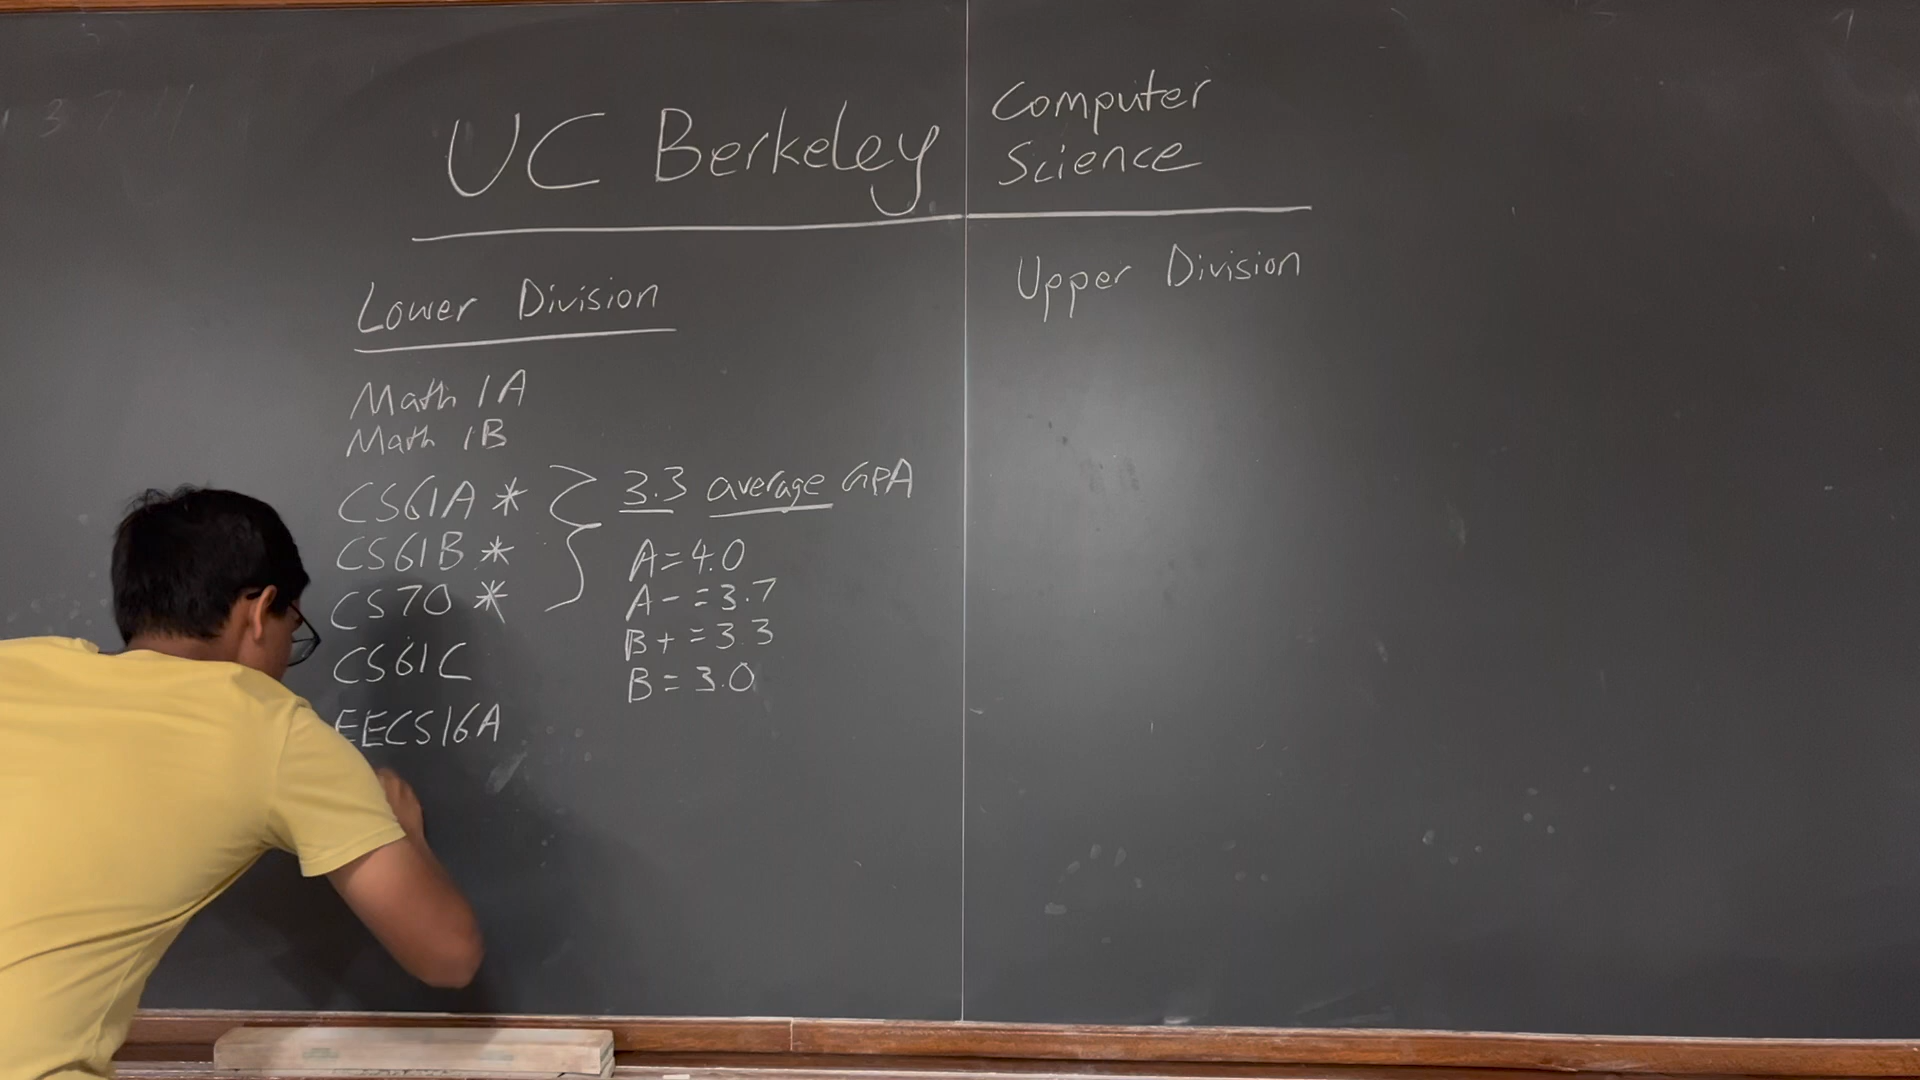 UC Berkeley
Computer
Science
Lower Division
Math 1A
Math 1B
CS61A *
CS61B *
CS70 *
CS61C
EECS16A
3.3 average GPA
A=4.0
A- =3.7
B+ =3.3
B = 3.0
Upper Division